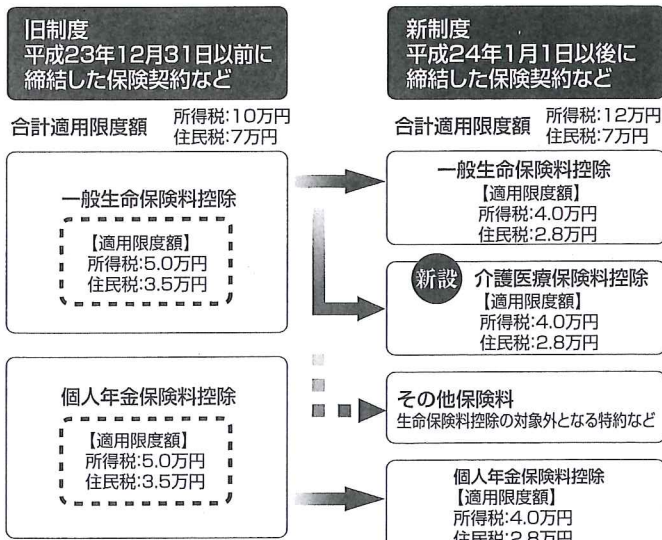 旧制度
平成23年12月31日以前に
締結した保険契約など
合計適用限度額
所得税:10万円
住民税:7万円
一般生命保険料控除
【適用限度額】
所得税:5.0万円
住民税:3.5万円
個人年金保険料控除
【適用限度額】
所得税:5.0万円
住民税:3.5万円
新制度
平成24年1月1日以後に
締結した保険契約など
合計適用限度額
所得税:12万円
住民税:7万円
一般生命保険料控除
【適用限度額】
所得税:4.0万円
住民税:2.8万円
新設 介護医療保険料控除
【適用限度額】
所得税:4.0万円
住民税:2.8万円
その他保険料
生命保険料控除の対象外となる特約など
個人年金保険料控除
【適用限度額】
所得税:4.0万円
住民税:2.8万円